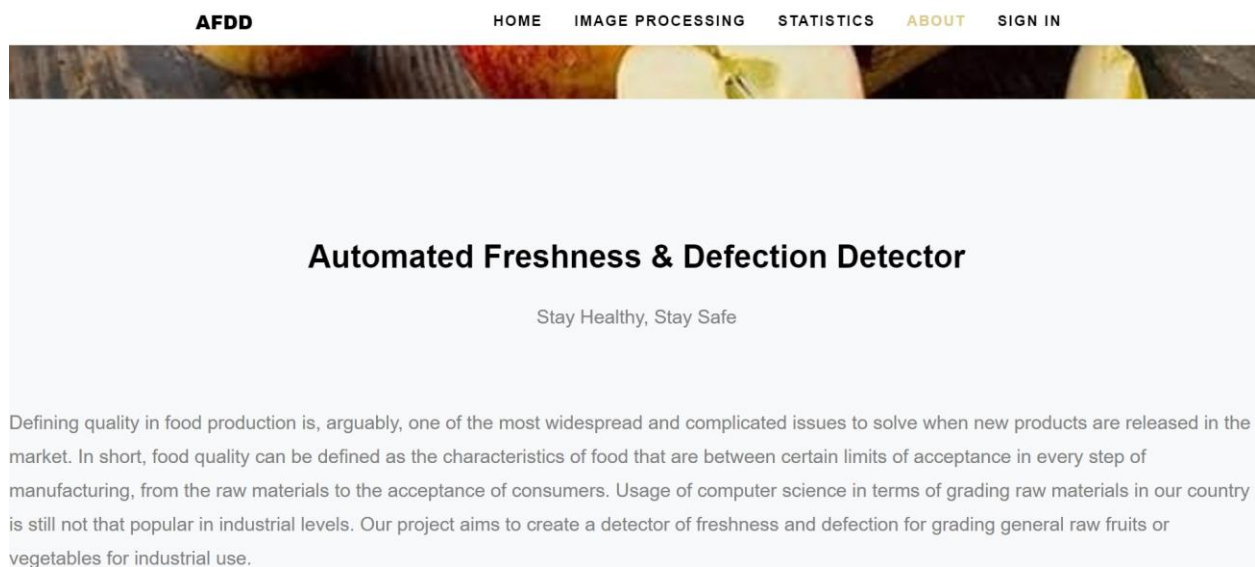 AFDD HOME IMAGE PROCESSING STATISTICS ABOUT SIGN IN
Automated Freshness & Defection Detector
Stay Healthy, Stay Safe
Defining quality in food production is, arguably, one of the most widespread and complicated issues to solve when new products are released in the
market. In short, food quality can be defined as the characteristics of food that are between certain limits of acceptance in every step of
manufacturing, from the raw materials to the acceptance of consumers. Usage of computer science in terms of grading raw materials in our country
is still not that popular in industrial levels. Our project aims to create a detector of freshness and defection for grading general raw fruits or
vegetables for industrial use.